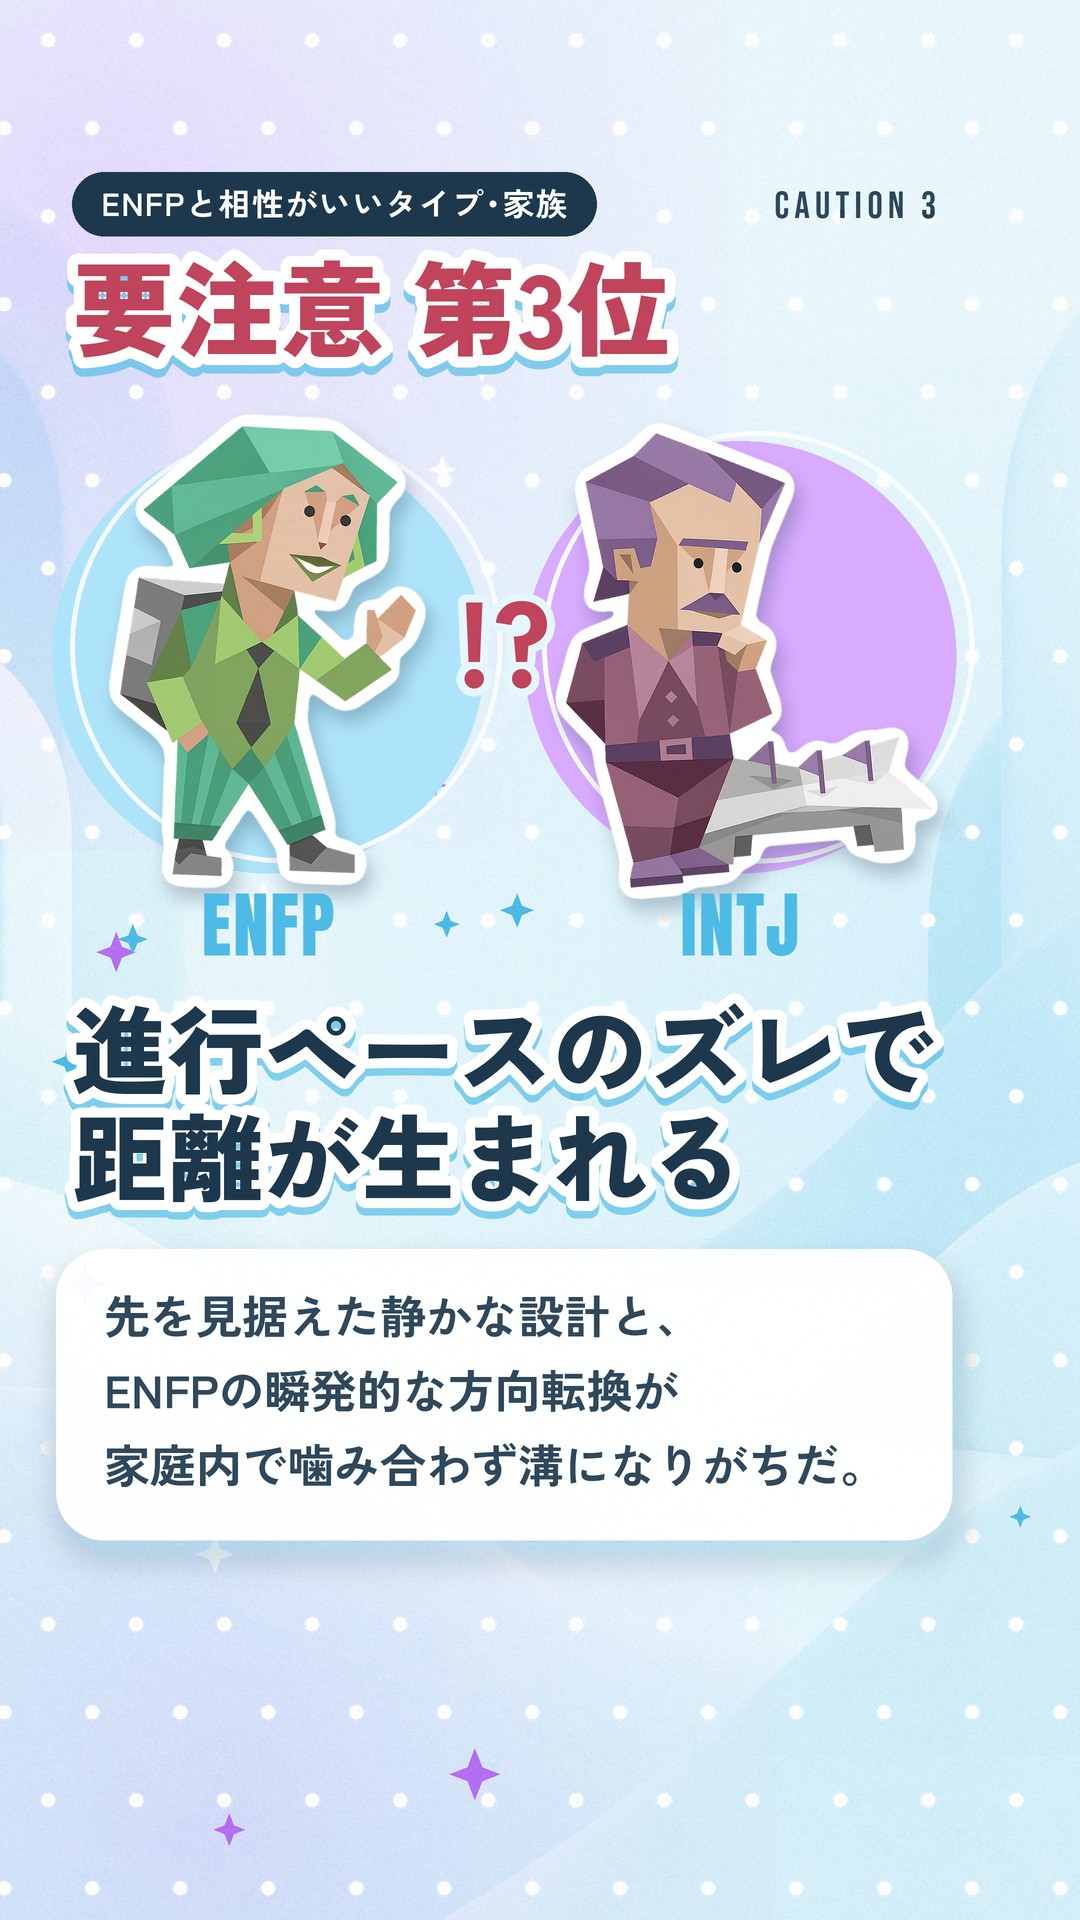 ENFPと相性がいいタイプ・家族
CAUTION 3
要注意 第3位
!?
ENFP
INTJ
進行ペースのズレで
距離が生まれる
先を見据えた静かな設計と、
ENFPの瞬発的な方向転換が
家庭内で噛み合わず溝になりがちだ。